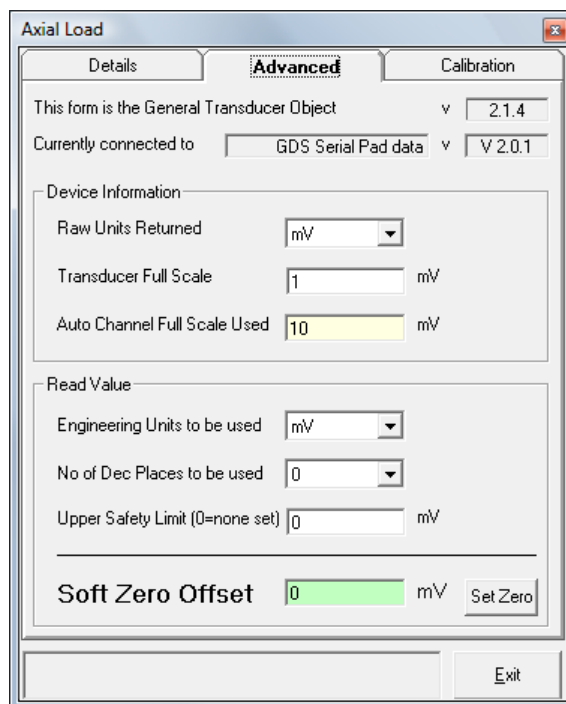 Axial Load
Details Advanced Calibration
This form is the General Transducer Object v 2.1.4
Currently connected to GDS Serial Pad data v V 2.0.1
Device Information
Raw Units Returned mV
Transducer Full Scale 1 mV
Auto Channel Full Scale Used 10 mV
Read Value
Engineering Units to be used mV
No of Dec Places to be used 0
Upper Safety Limit (0=none set) 0 mV
Soft Zero Offset 0 mV Set Zero
Exit